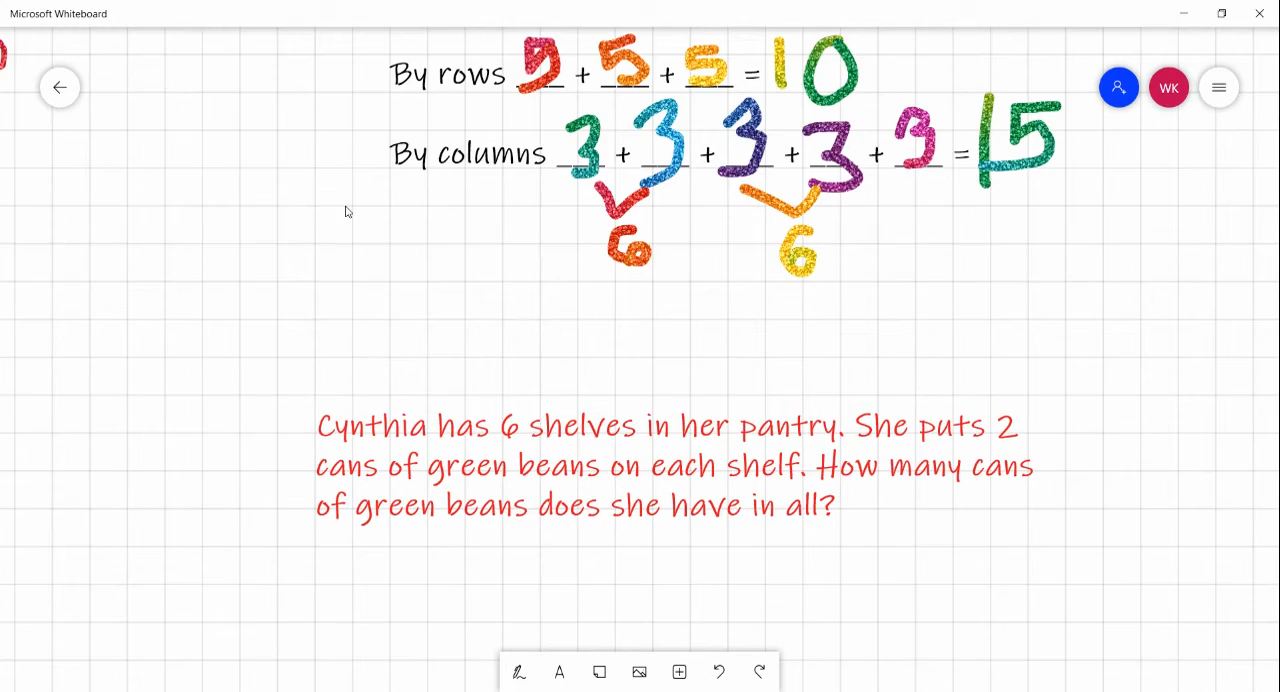 Microsoft Whiteboard
By rows 5 + 5 + 5 = 10
By columns 3 + 3 + 3 + 3 + 3 = 15
6 6
WK
Cynthia has 6 shelves in her pantry. She puts 2
cans of green beans on each shelf. How many cans
of green beans does she have in all?